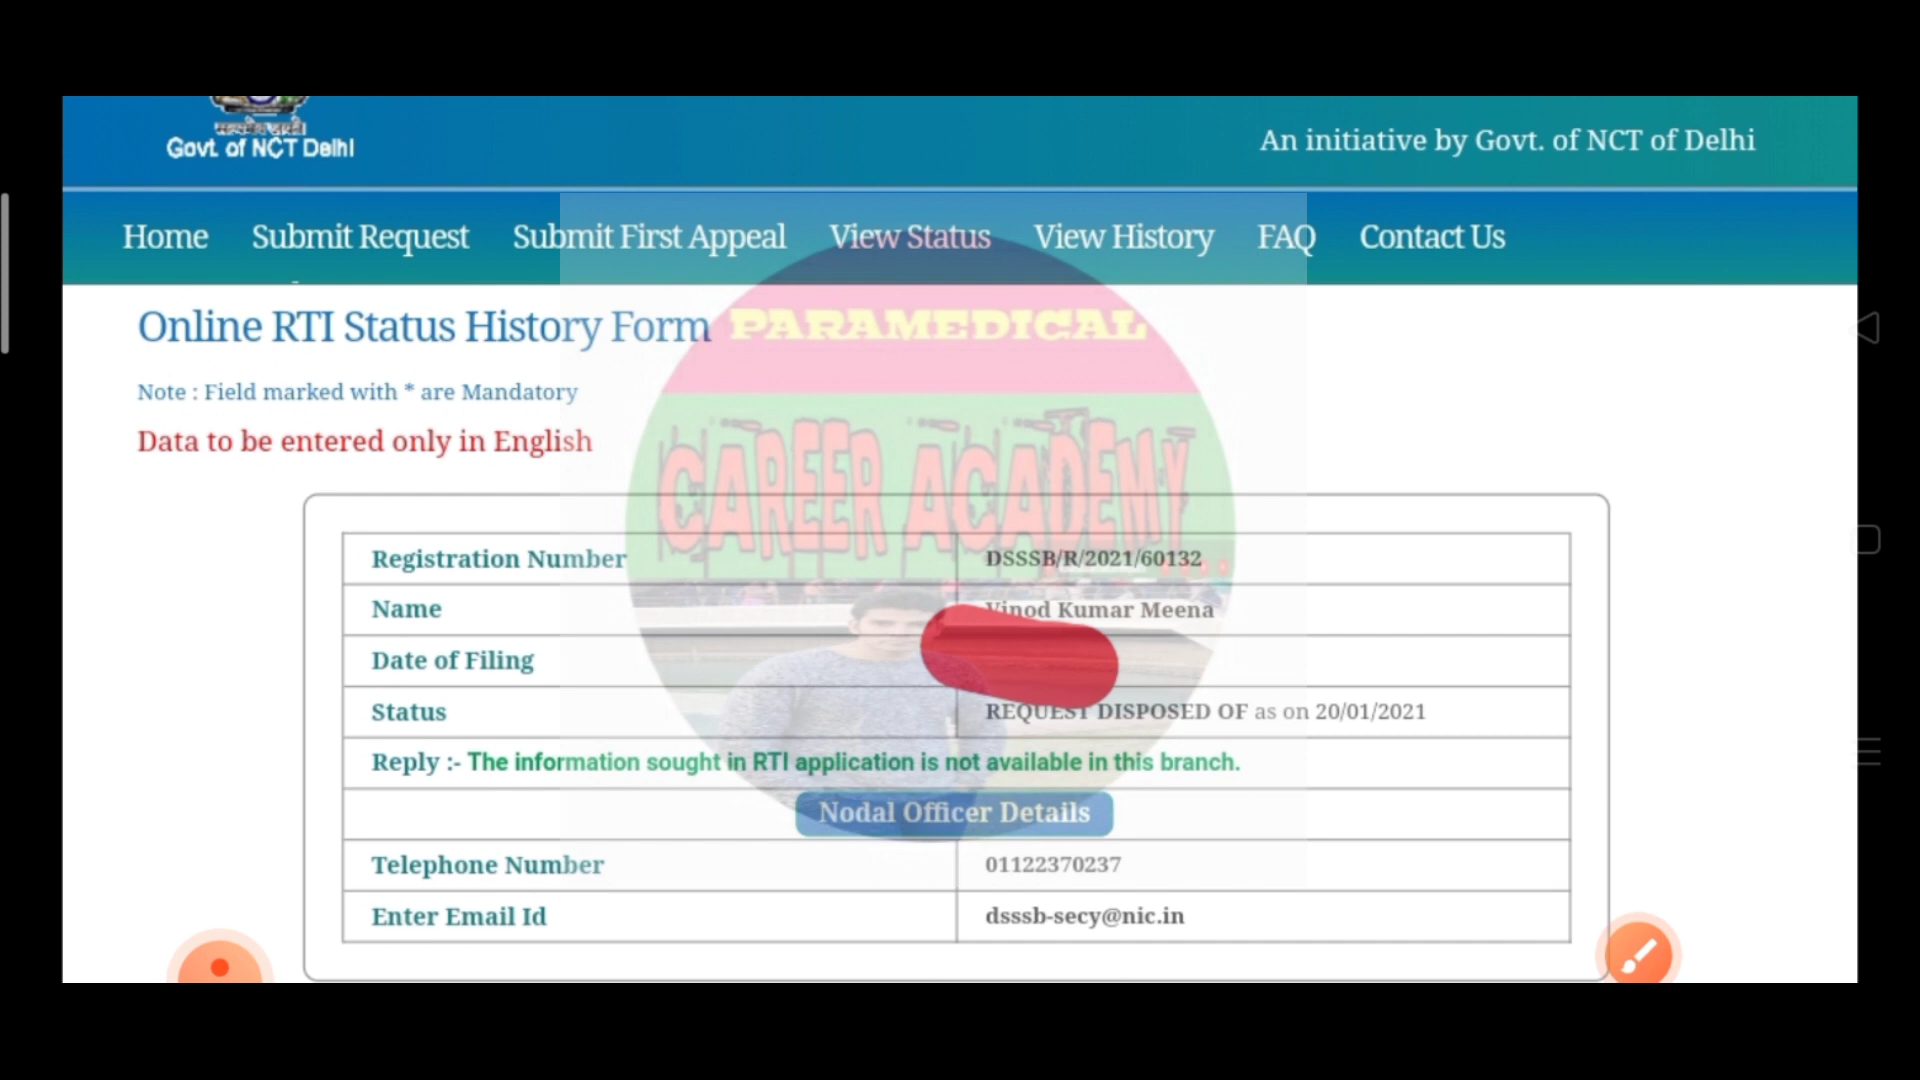 Govt. of NCT Delhi
An initiative by Govt. of NCT of Delhi
Home Submit Request Submit First Appeal View Status View History FAQ Contact Us
Online RTI Status History Form
PARAMEDICAL
Note : Field marked with * are Mandatory
Data to be entered only in English
CAREER ACADEMY...
Registration Number DSSSB/R/2021/60132
Name Vinod Kumar Meena
Date of Filing
Status REQUEST DISPOSED OF as on 20/01/2021
Reply :- The information sought in RTI application is not available in this branch.
Nodal Officer Details
Telephone Number 01122370237
Enter Email Id dsssb-secy@nic.in